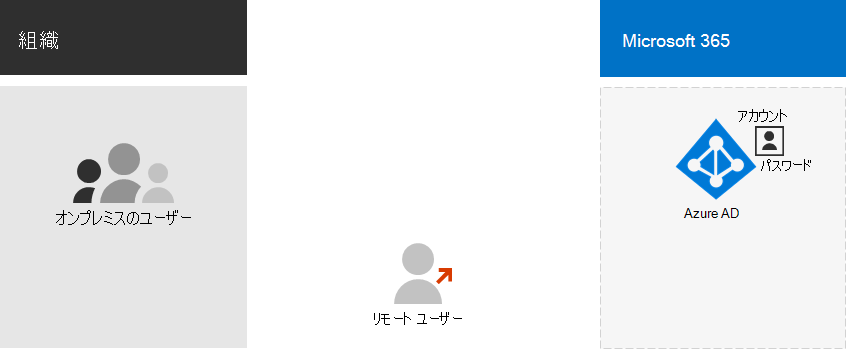 組織
Microsoft 365
アカウント
パスワード
Azure AD
オンプレミスのユーザー
リモート ユーザー